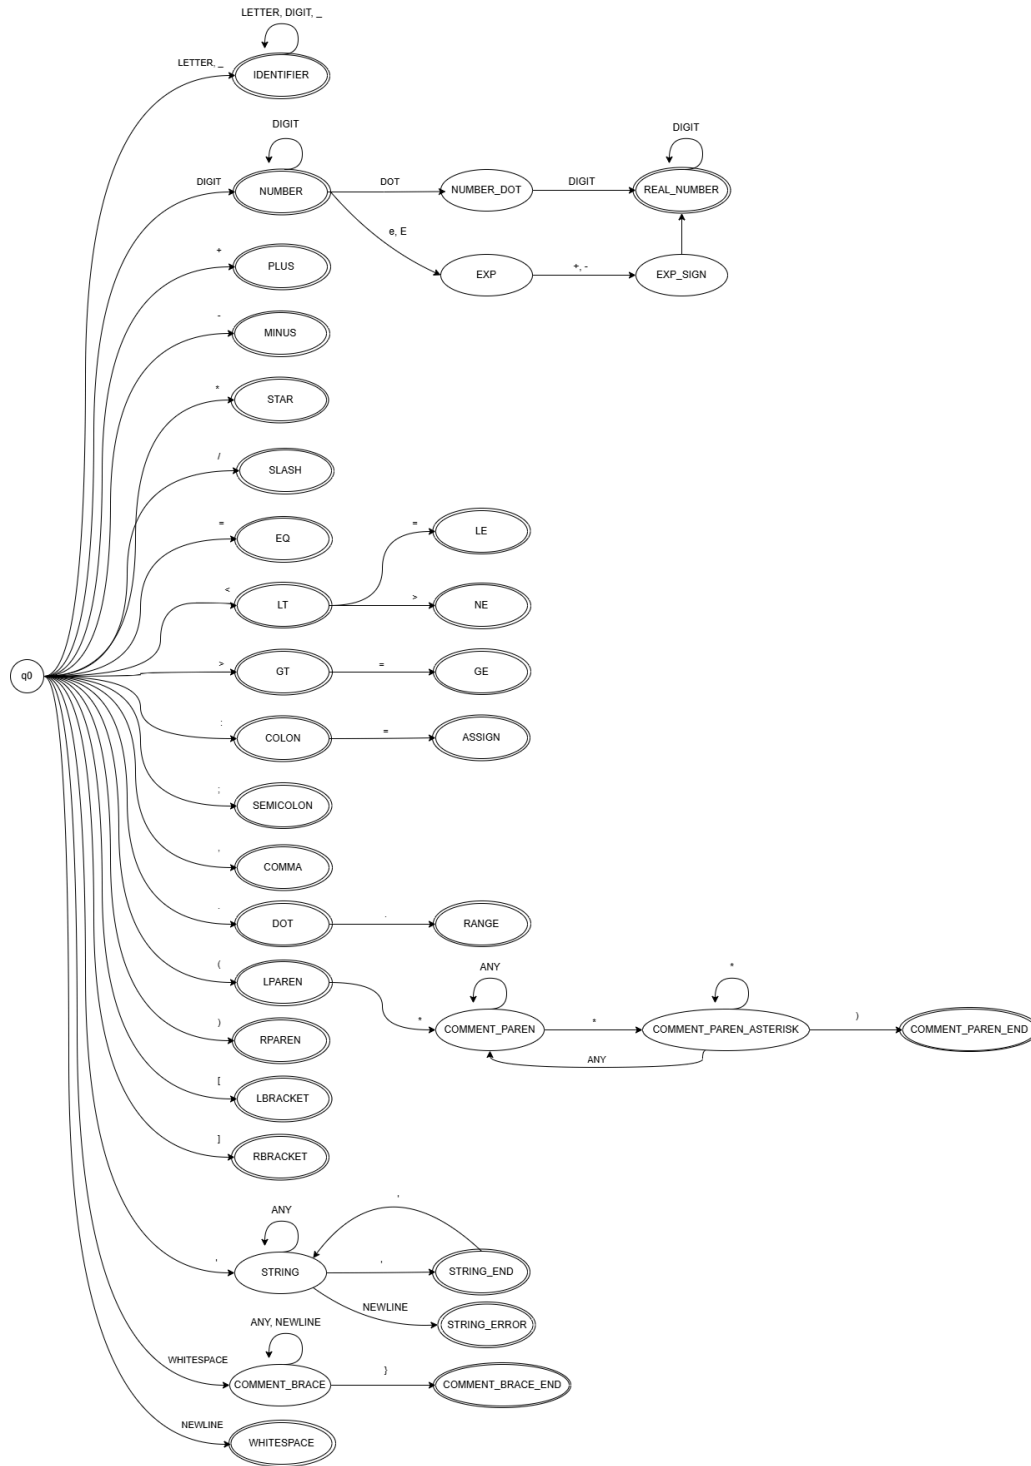 LETTER, DIGIT, _
LETTER, _
IDENTIFIER
DIGIT
DIGIT
DIGIT
NUMBER
DOT
NUMBER_DOT
DIGIT
REAL_NUMBER
e, E
+
PLUS
EXP
+, -
EXP_SIGN
-
MINUS
*
STAR
/
SLASH
=
EQ
=
LE
<
LT
>
NE
>
GT
=
GE
q0
:
COLON
=
ASSIGN
;
SEMICOLON
,
COMMA
.
DOT
.
RANGE
(
LPAREN
ANY
*
*
COMMENT_PAREN
*
COMMENT_PAREN_ASTERISK
)
COMMENT_PAREN_END
)
RPAREN
ANY
[
LBRACKET
]
RBRACKET
'
ANY
'
STRING
'
STRING_END
NEWLINE
STRING_ERROR
ANY, NEWLINE
WHITESPACE
COMMENT_BRACE
}
COMMENT_BRACE_END
NEWLINE
WHITESPACE